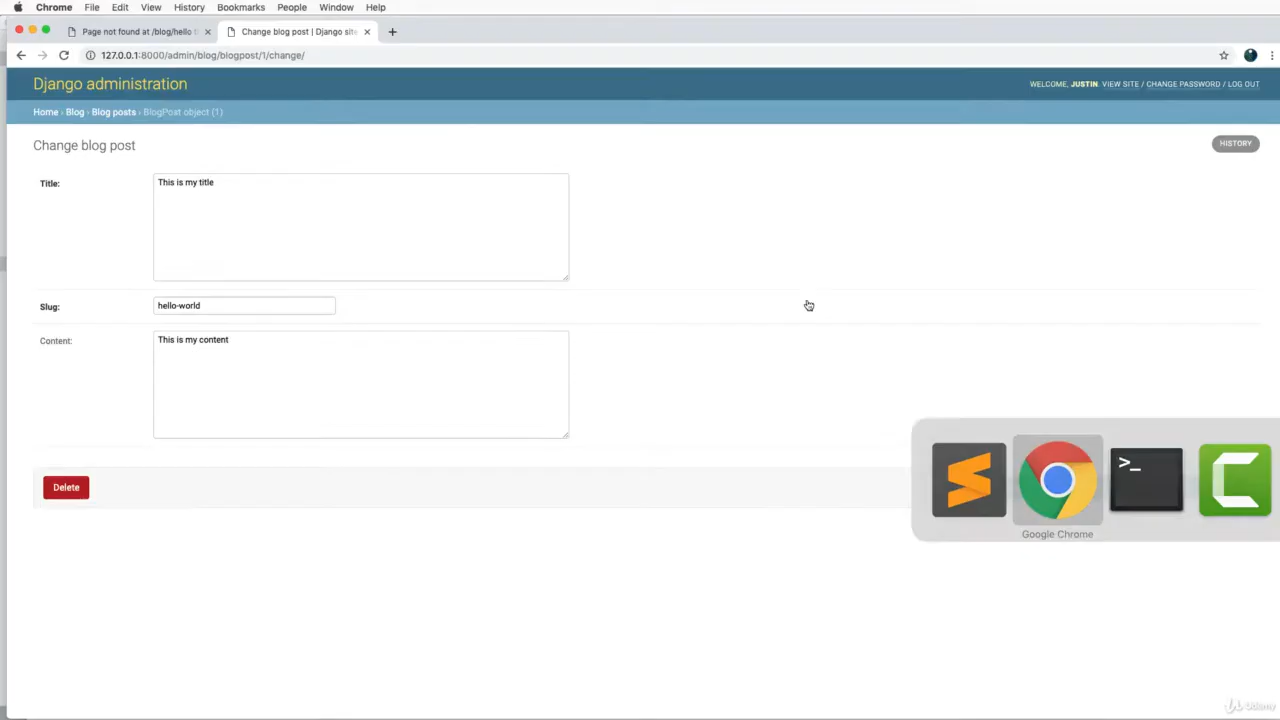 Chrome File Edit View History Bookmarks People Window Help
Page not found at /blog/hello
Change blog post | Django site
127.0.0.1:8000/admin/blog/blogpost/1/change/
Django administration
WELCOME, JUSTIN. VIEW SITE / CHANGE PASSWORD / LOG OUT
Home › Blog › Blog posts › BlogPost object (1)
Change blog post
HISTORY
Title:
This is my title
Slug:
hello-world
Content:
This is my content
Delete
>_
Google Chrome
Udemy